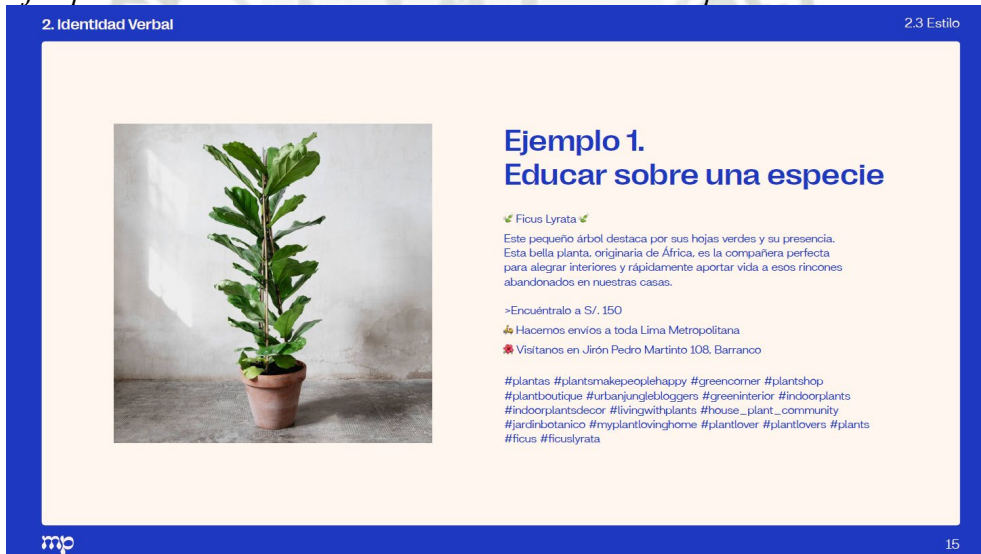 2. Identidad Verbal
2.3 Estilo
Ejemplo 1.
Educar sobre una especie
🌿 Ficus Lyrata 🌿
Este pequeño árbol destaca por sus hojas verdes y su presencia.
Esta bella planta, originaria de África, es la compañera perfecta
para alegrar interiores y rápidamente aportar vida a esos rincones
abandonados en nuestras casas.
>Encuéntralo a S/. 150
🛵 Hacemos envíos a toda Lima Metropolitana
🌺 Visítanos en Jirón Pedro Martinto 108, Barranco
#plantas #plantsmakepeoplehappy #greencorner #plantshop
#plantboutique #urbanjunglebloggers #greeninterior #indoorplants
#indoorplantsdecor #livingwithplants #house_plant_community
#jardinbotanico #myplantlovinghome #plantlover #plantlovers #plants
#ficus #ficuslyrata
mp
15